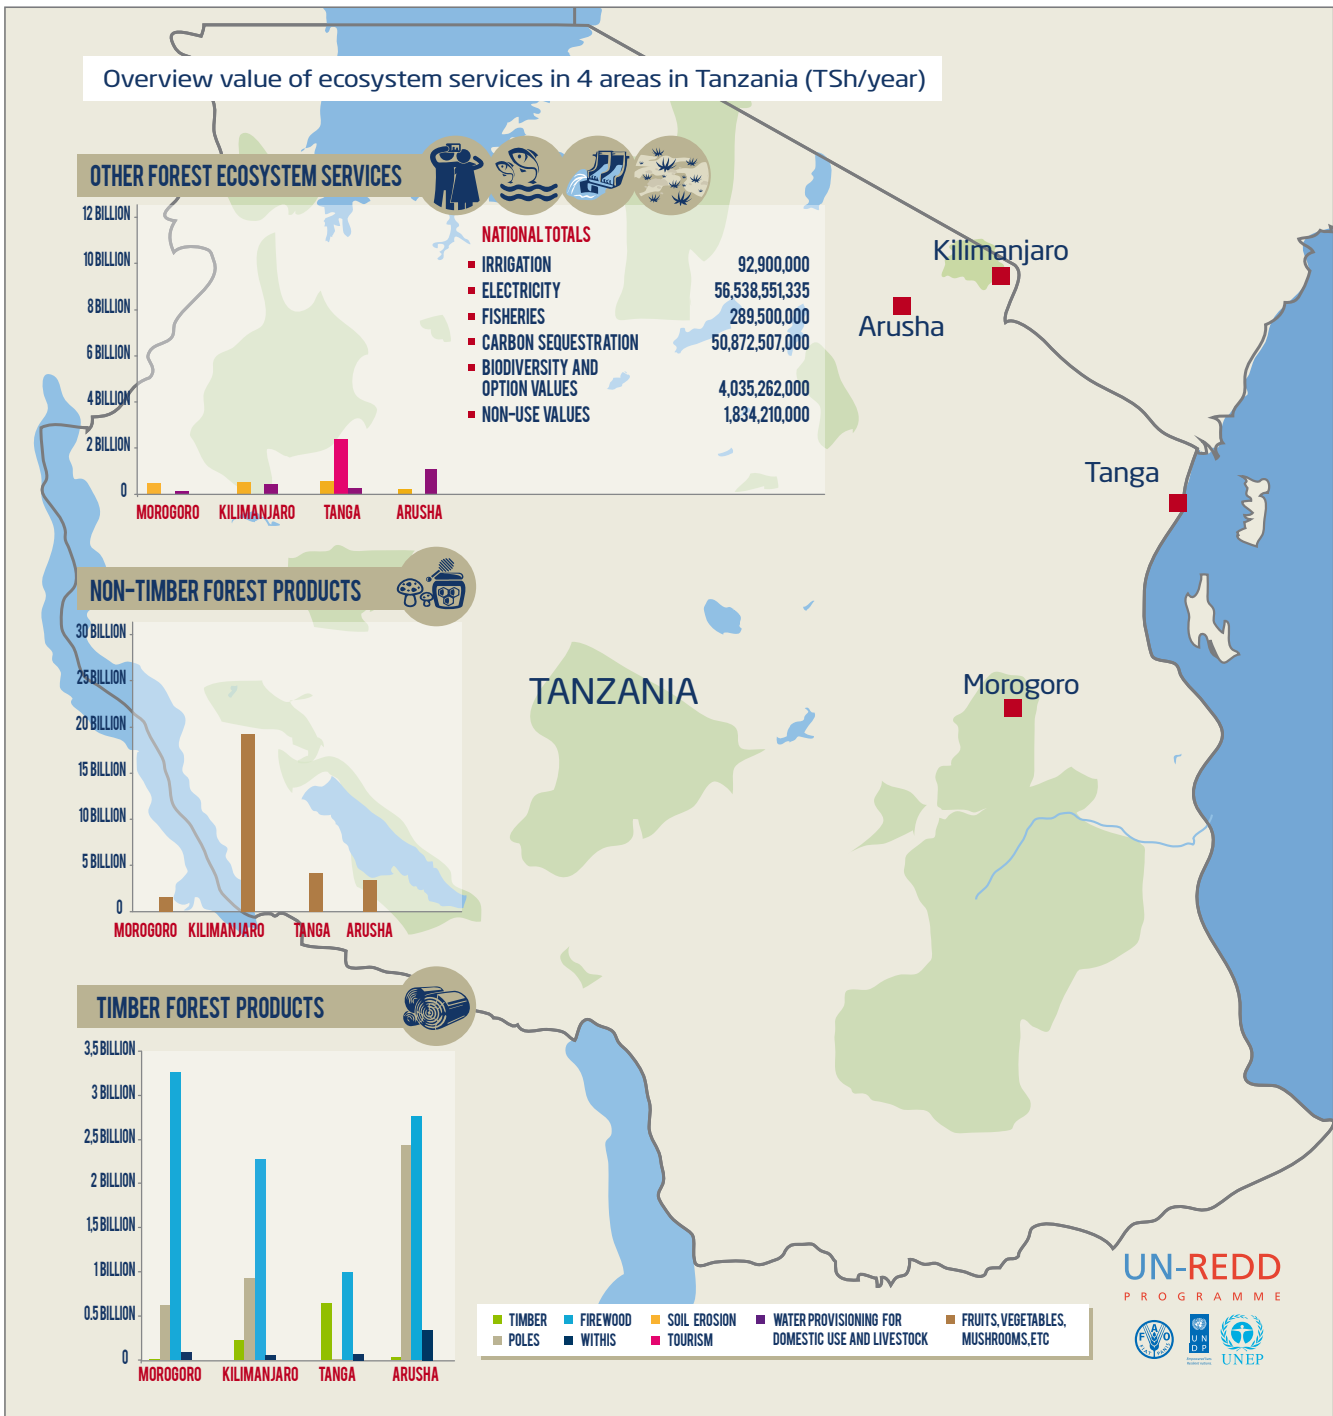 Overview value of ecosystem services in 4 areas in Tanzania (TSh/year)
OTHER FOREST ECOSYSTEM SERVICES
12 BILLION
10 BILLION
8 BILLION
6 BILLION
4 BILLION
2 BILLION
0
MOROGORO KILIMANJARO TANGA ARUSHA
NATIONAL TOTALS
IRRIGATION 92,900,000
ELECTRICITY 56,538,551,335
FISHERIES 289,500,000
CARBON SEQUESTRATION 50,872,507,000
BIODIVERSITY AND
OPTION VALUES 4,035,262,000
NON-USE VALUES 1,834,210,000
Kilimanjaro
Arusha
Tanga
Morogoro
TANZANIA
NON-TIMBER FOREST PRODUCTS
30 BILLION
25 BILLION
20 BILLION
15 BILLION
10 BILLION
5 BILLION
0
MOROGORO KILIMANJARO TANGA ARUSHA
TIMBER FOREST PRODUCTS
3,5 BILLION
3 BILLION
2,5 BILLION
2 BILLION
1,5 BILLION
1 BILLION
0.5 BILLION
0
MOROGORO KILIMANJARO TANGA ARUSHA
TIMBER FIREWOOD SOIL EROSION WATER PROVISIONING FOR FRUITS, VEGETABLES,
POLES WITHIS TOURISM DOMESTIC USE AND LIVESTOCK MUSHROOMS, ETC
UN-REDD
PROGRAMME
FAO
FIAT PANIS
UN
DP
UNEP